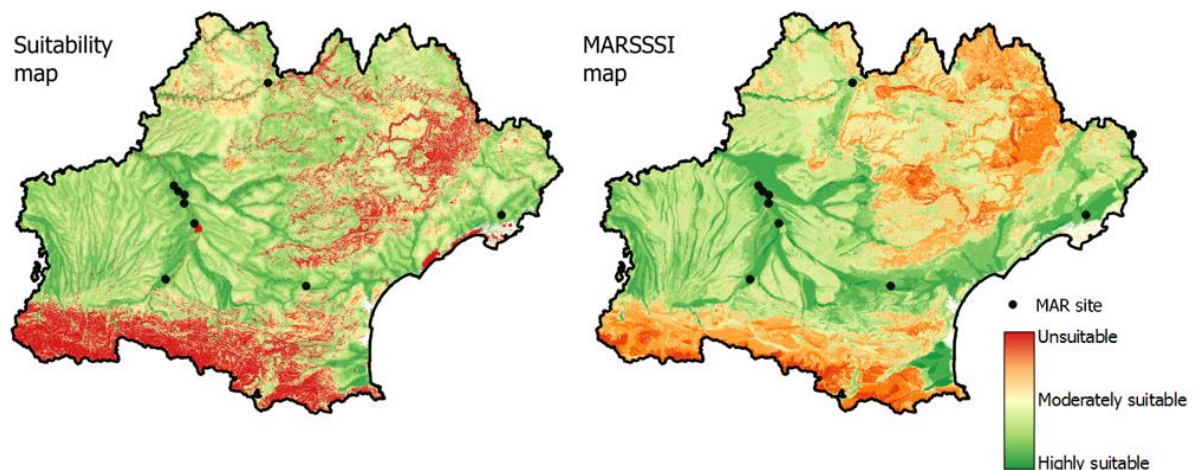 Suitability
map
MARSSSI
map
MAR site
Unsuitable
Moderately suitable
Highly suitable